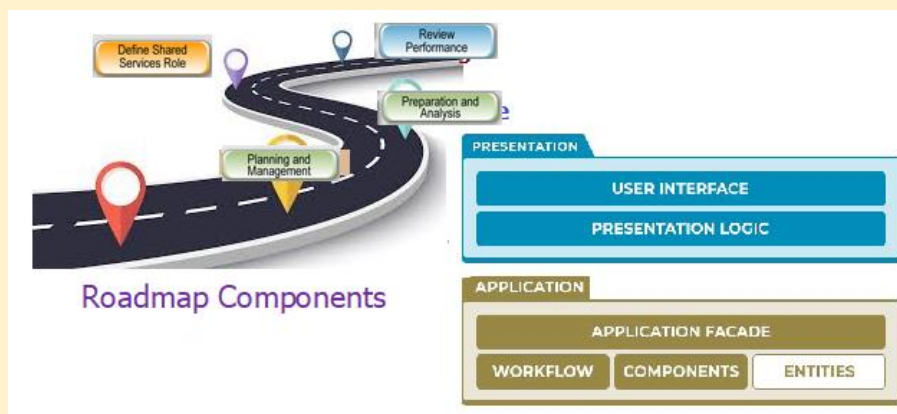 Define Shared
Services Role
Review
Performance
Preparation and
Analysis
Planning and
Management
Roadmap Components
PRESENTATION
USER INTERFACE
PRESENTATION LOGIC
APPLICATION
APPLICATION FACADE
WORKFLOW
COMPONENTS
ENTITIES